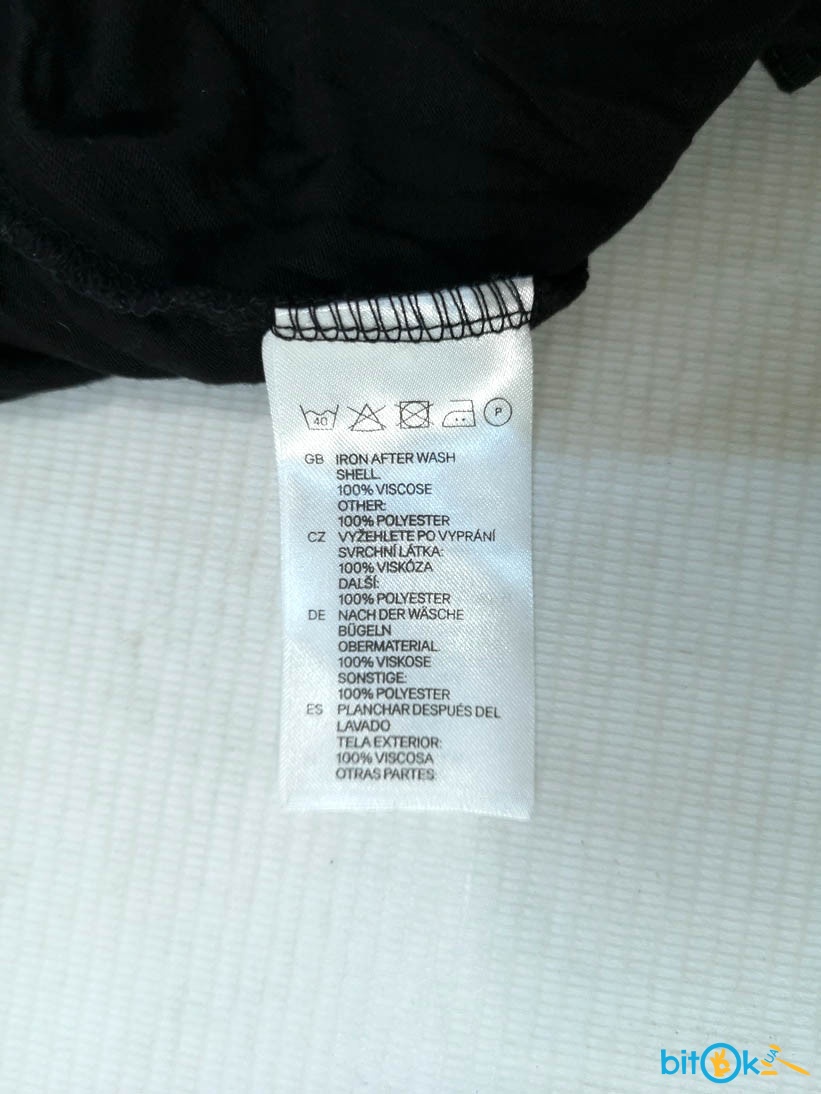 40
P
GB IRON AFTER WASH
SHELL:
100% VISCOSE
OTHER:
100% POLYESTER
CZ VYŽEHLETE PO VYPRÁNÍ
SVRCHNÍ LÁTKA:
100% VISKÓZA
DALŠÍ:
100% POLYESTER
DE NACH DER WÄSCHE
BÜGELN
OBERMATERIAL:
100% VISKOSE
SONSTIGE:
100% POLYESTER
ES PLANCHAR DESPUÉS DEL
LAVADO
TELA EXTERIOR:
100% VISCOSA
OTRAS PARTES:
bitOk UA